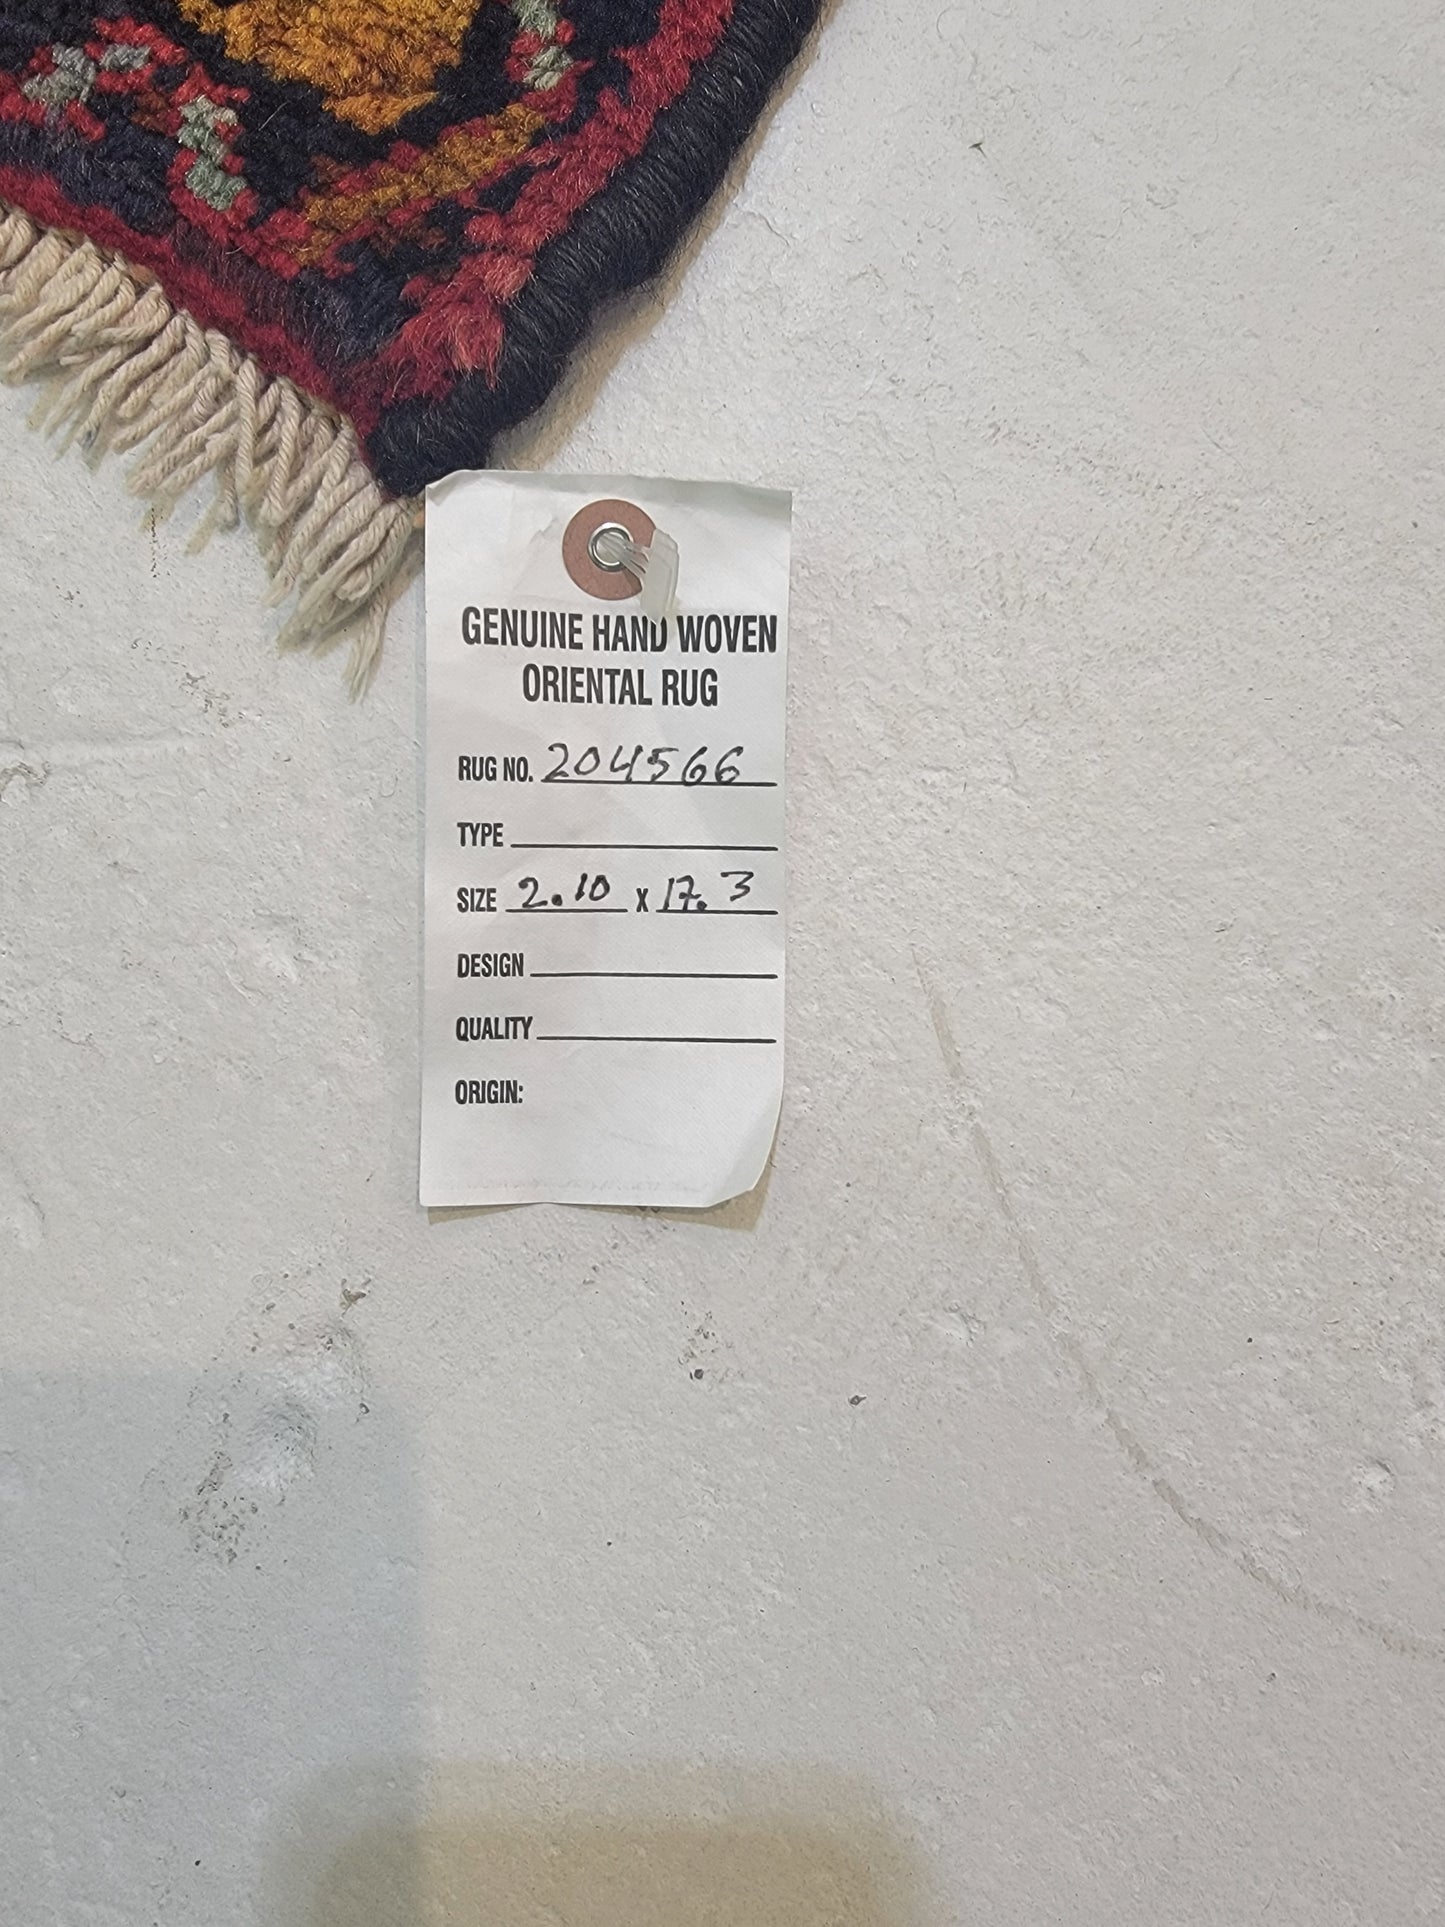 GENUINE HAND WOVEN
ORIENTAL RUG
RUG NO. 204566
TYPE
SIZE 2.10 X 17.3
DESIGN
QUALITY
ORIGIN: